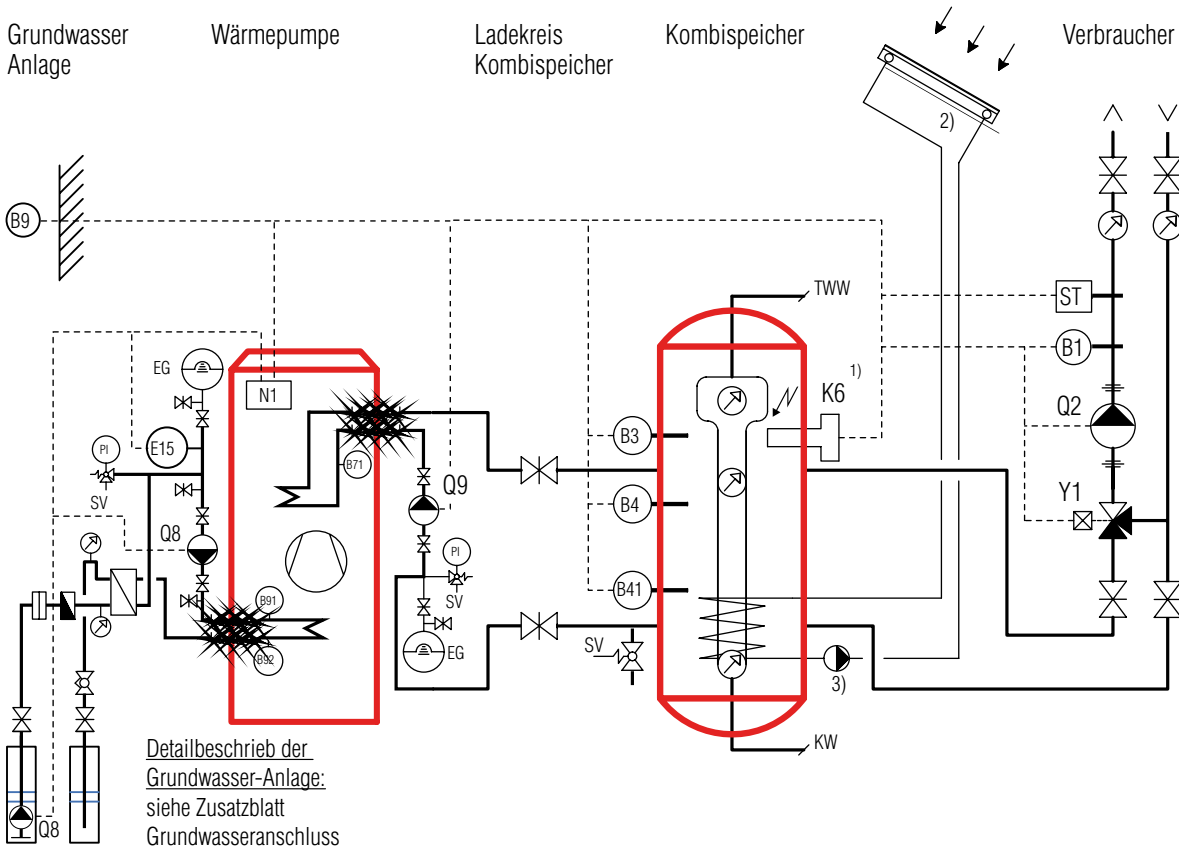 Grundwasser
Anlage
Wärmepumpe
Ladekreis
Kombispeicher
Kombispeicher
Verbraucher
2)
B9
TWW
ST
EG
N1
B1
K6 1)
Q2
E15
PI
B3
SV
B71
Q9
B4
Y1
Q8
PI
B91
SV
B41
B92
EG
SV
3)
KW
Detailbeschrieb der
Grundwasser-Anlage:
siehe Zusatzblatt
Grundwasseranschluss
Q8